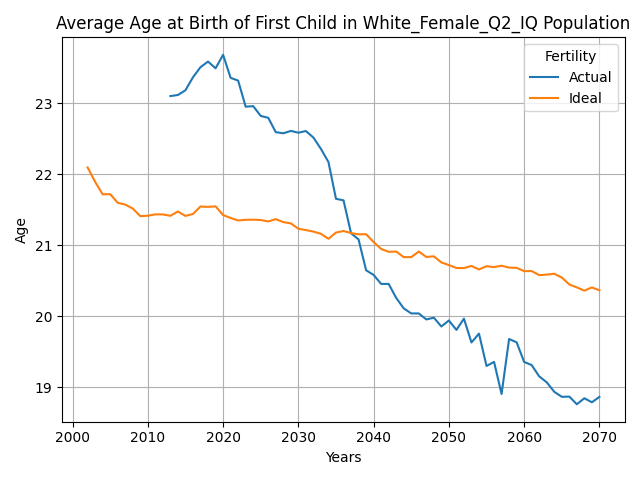 Average Age at Birth of First Child in White_Female_Q2_IQ Population
Fertility
Actual
Ideal
Age
23
22
21
20
19
2000 2010 2020 2030 2040 2050 2060 2070
Years